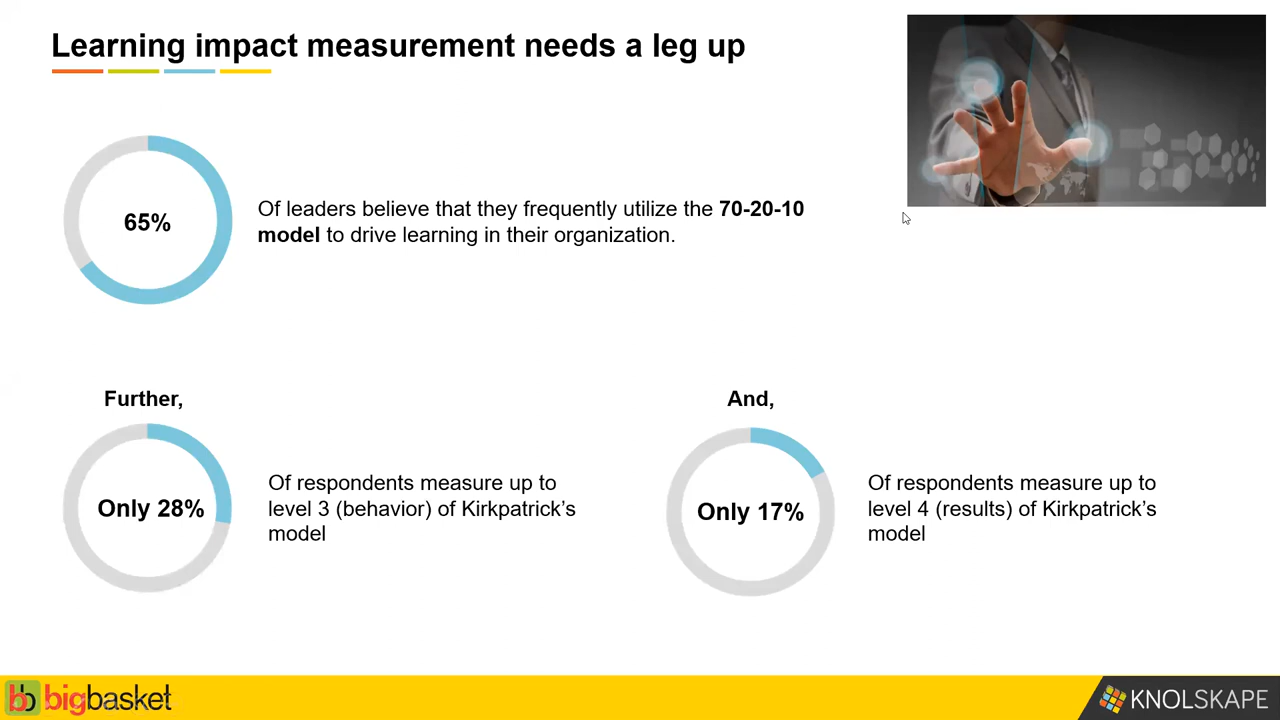 Learning impact measurement needs a leg up
65%
Of leaders believe that they frequently utilize the 70-20-10
model to drive learning in their organization.
Further,
Only 28%
Of respondents measure up to
level 3 (behavior) of Kirkpatrick's
model
And,
Only 17%
Of respondents measure up to
level 4 (results) of Kirkpatrick's
model
bb bigbasket
KNOLSKAPE